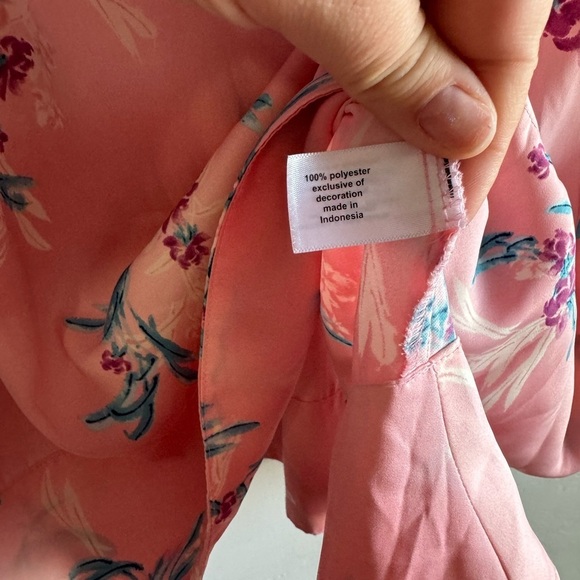 100% polyester
exclusive of
decoration
made in
Indonesia